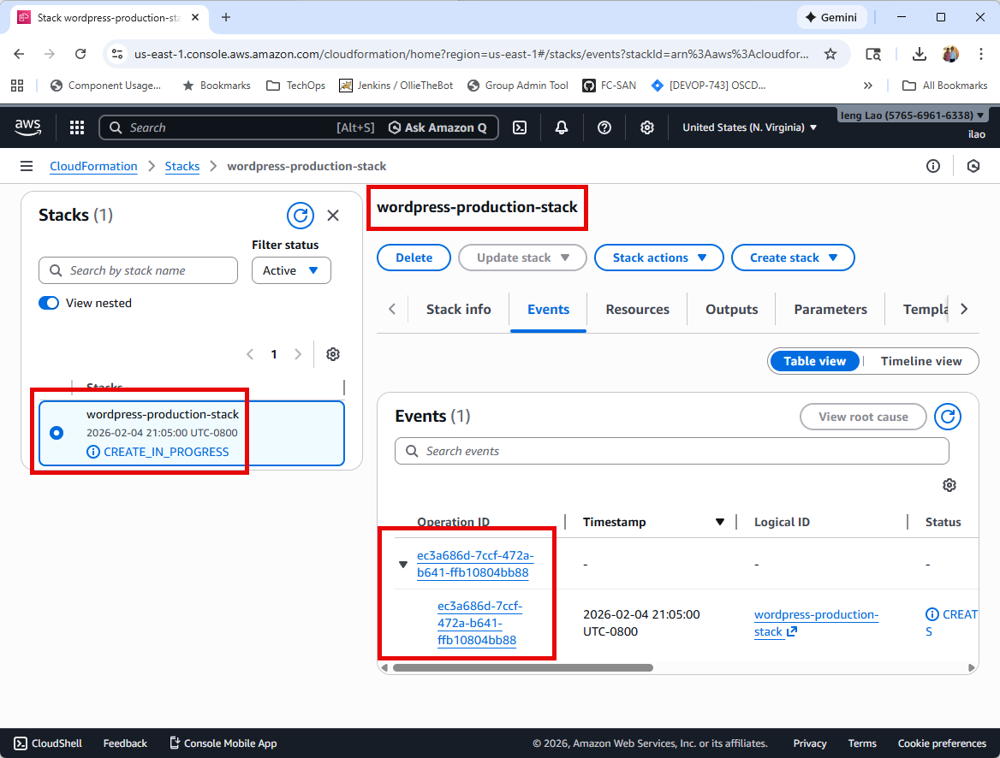 Stack wordpress-production-sta
Gemini
us-east-1.console.aws.amazon.com/cloudformation/home?region=us-east-1#/stacks/events?stackId=arn%3Aaws%3Acloudfor...
Component Usage...
Bookmarks
TechOps
Jenkins / OllieTheBot
Group Admin Tool
FC-SAN
[DEVOP-743] OSCD...
»
All Bookmarks
aws
Search
[Alt+S]
Ask Amazon Q
United States (N. Virginia)
Ieng Lao (5765-6961-6338)
ilao
CloudFormation
Stacks
wordpress-production-stack
Stacks (1)
Filter status
Search by stack name
Active
View nested
1
Stacks
wordpress-production-stack
2026-02-04 21:05:00 UTC-0800
CREATE_IN_PROGRESS
wordpress-production-stack
Delete
Update stack
Stack actions
Create stack
Stack info
Events
Resources
Outputs
Parameters
Templa
Table view
Timeline view
Events (1)
View root cause
Search events
Operation ID
Timestamp
Logical ID
Status
ec3a686d-7ccf-472a-
b641-ffb10804bb88
-
-
-
ec3a686d-7ccf-
472a-b641-
ffb10804bb88
2026-02-04 21:05:00
UTC-0800
wordpress-production-
stack
CREAT
S
CloudShell
Feedback
Console Mobile App
© 2026, Amazon Web Services, Inc. or its affiliates.
Privacy
Terms
Cookie preferences